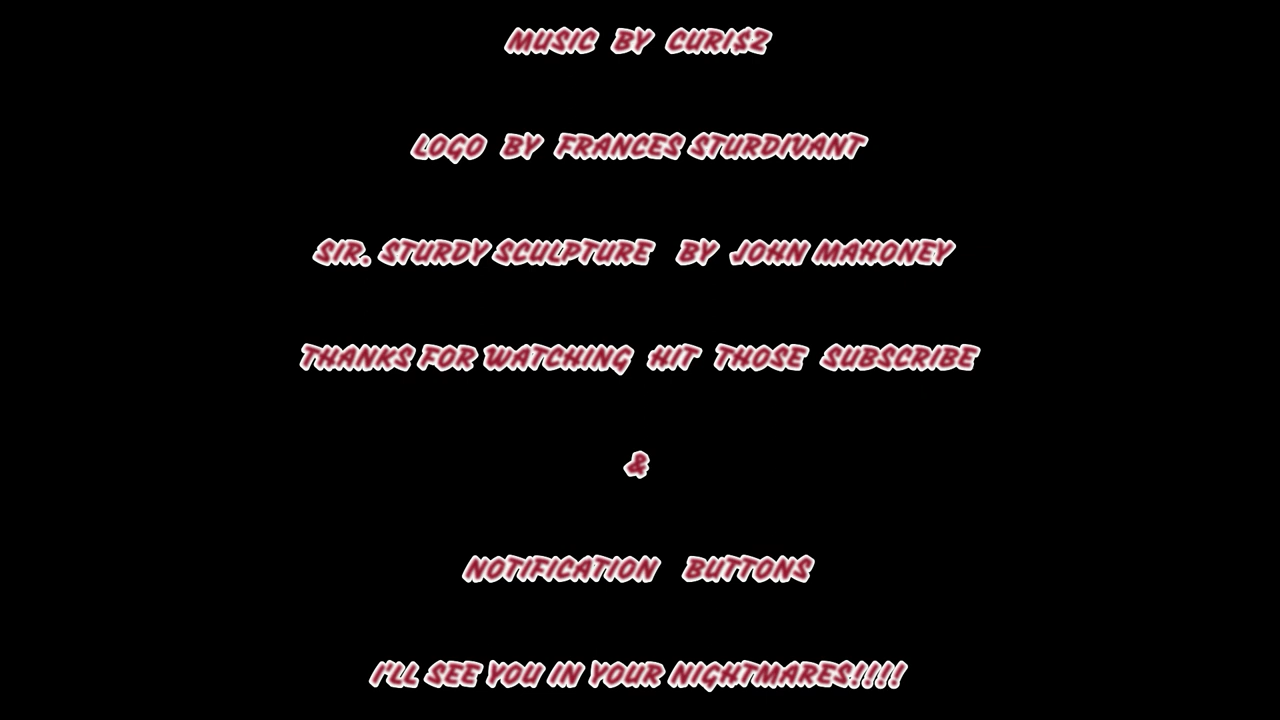 MUSIC BY CURISZ
LOGO BY FRANCES STURDIVANT
SIR. STURDY SCULPTURE BY JOHN MAHONEY
THANKS FOR WATCHING HIT THOSE SUBSCRIBE
&
NOTIFICATION BUTTONS
I'LL SEE YOU IN YOUR NIGHTMARES!!!!